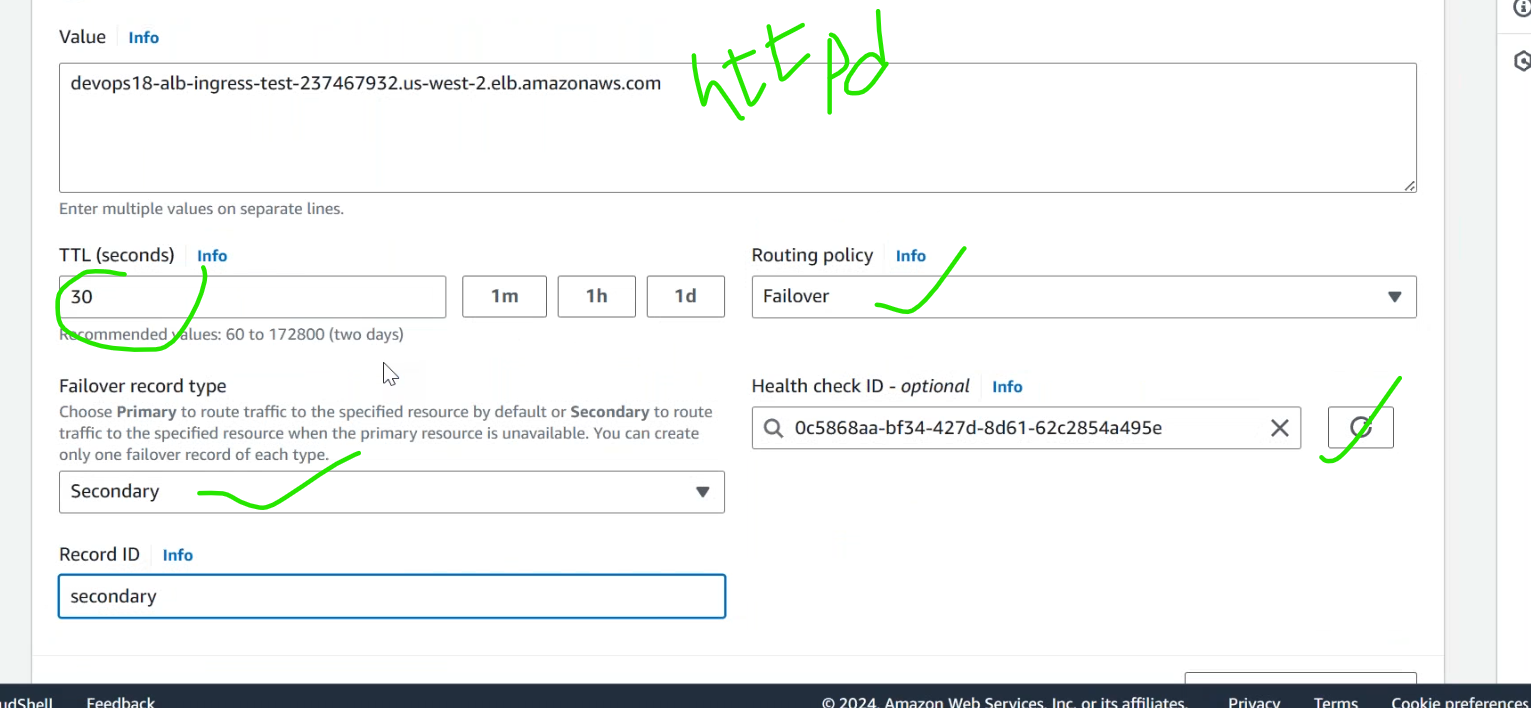 Value Info
devops18-alb-ingress-test-237467932.us-west-2.elb.amazonaws.com
httpd
Enter multiple values on separate lines.
TTL (seconds) Info
30
1m
1h
1d
Recommended values: 60 to 172800 (two days)
Routing policy Info
Failover
Failover record type
Choose Primary to route traffic to the specified resource by default or Secondary to route
traffic to the specified resource when the primary resource is unavailable. You can create
only one failover record of each type.
Secondary
Health check ID - optional Info
0c5868aa-bf34-427d-8d61-62c2854a495e
Record ID Info
secondary
udShell Feedback © 2024, Amazon Web Services, Inc. or its affiliates. Privacy Terms Cookie preferences